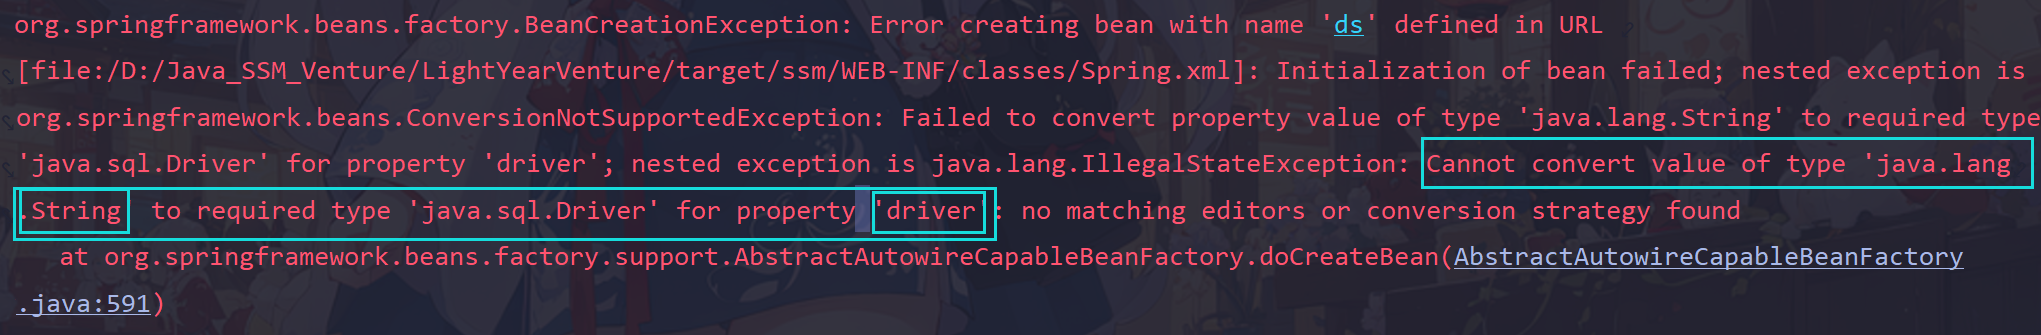 org.springframework.beans.factory.BeanCreationException: Error creating bean with name 'ds' defined in URL
[file:/D:/Java_SSM_Venture/LightYearVenture/target/ssm/WEB-INF/classes/Spring.xml]: Initialization of bean failed; nested exception is
org.springframework.beans.ConversionNotSupportedException: Failed to convert property value of type 'java.lang.String' to required type
'java.sql.Driver' for property 'driver'; nested exception is java.lang.IllegalStateException: Cannot convert value of type 'java.lang
.String' to required type 'java.sql.Driver' for property 'driver': no matching editors or conversion strategy found
at org.springframework.beans.factory.support.AbstractAutowireCapableBeanFactory.doCreateBean(AbstractAutowireCapableBeanFactory
.java:591)